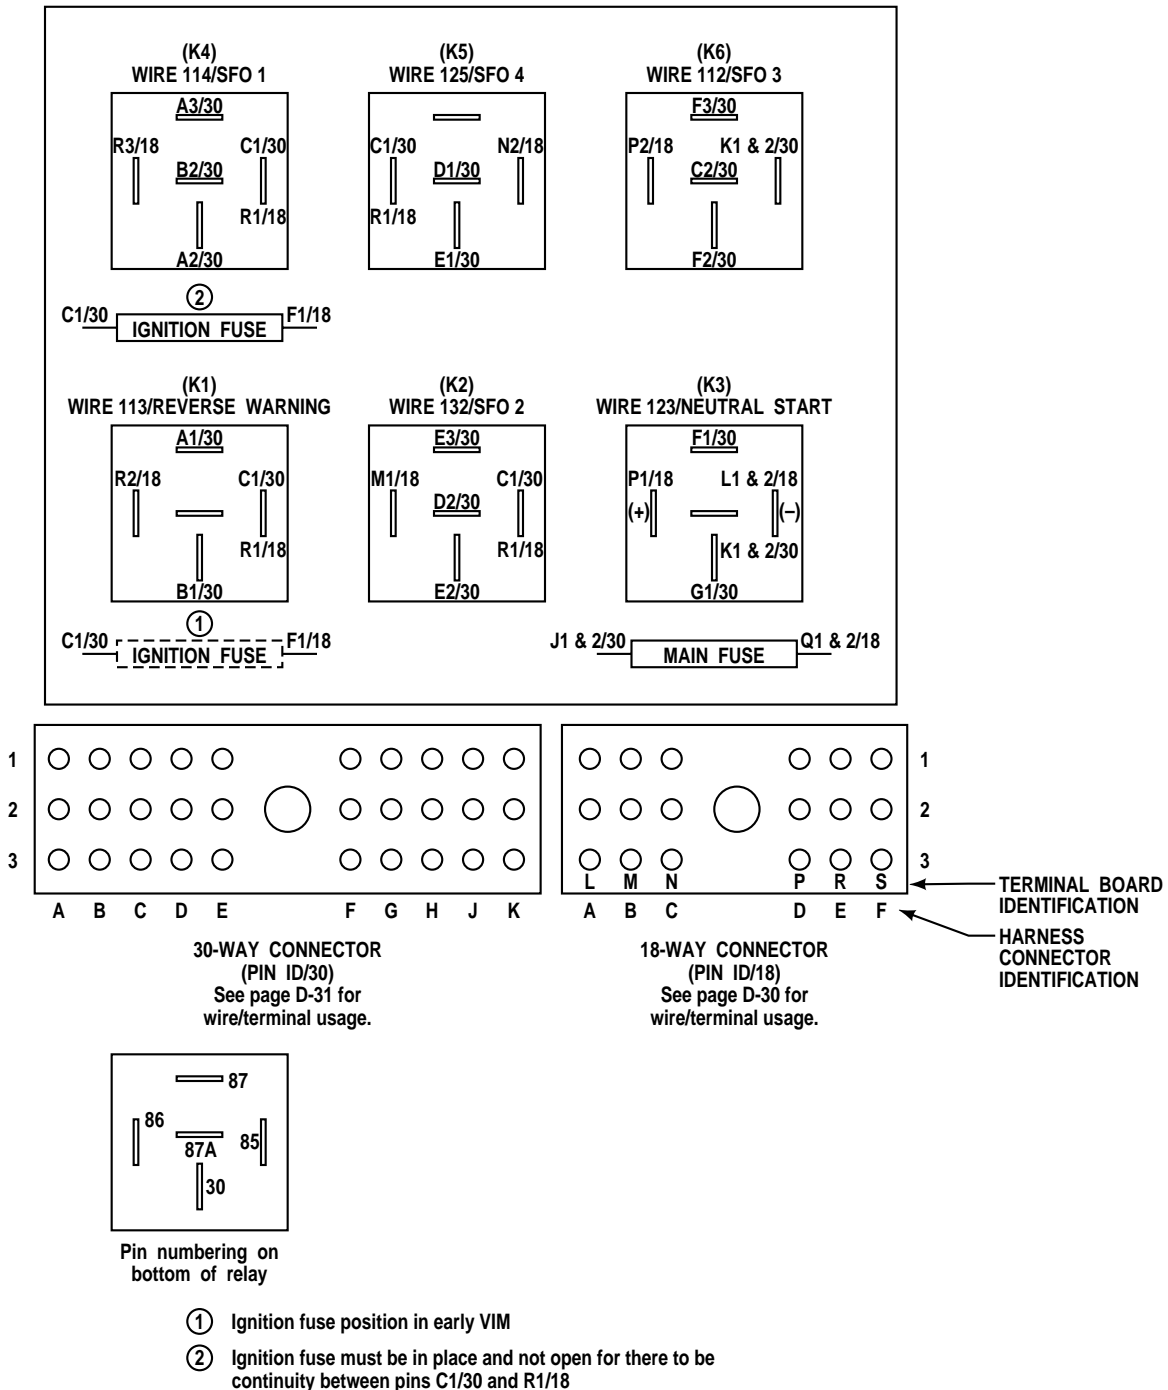 (K4)
WIRE 114/SFO 1
A3/30
R3/18
C1/30
B2/30
R1/18
A2/30
(K5)
WIRE 125/SFO 4
C1/30
N2/18
D1/30
R1/18
E1/30
(K6)
WIRE 112/SFO 3
F3/30
P2/18
K1 & 2/30
C2/30
F2/30
2
C1/30
IGNITION FUSE
F1/18
(K1)
WIRE 113/REVERSE WARNING
A1/30
R2/18
C1/30
R1/18
B1/30
(K2)
WIRE 132/SFO 2
E3/30
M1/18
C1/30
D2/30
R1/18
E2/30
(K3)
WIRE 123/NEUTRAL START
F1/30
P1/18
L1 & 2/18
(+)
(–)
K1 & 2/30
G1/30
1
C1/30
IGNITION FUSE
F1/18
J1 & 2/30
MAIN FUSE
Q1 & 2/18
1
2
3
A B C D E F G H J K
1
2
3
L M N P R S
A B C D E F
TERMINAL BOARD
IDENTIFICATION
HARNESS
CONNECTOR
IDENTIFICATION
30-WAY CONNECTOR
(PIN ID/30)
See page D-31 for
wire/terminal usage.
18-WAY CONNECTOR
(PIN ID/18)
See page D-30 for
wire/terminal usage.
87
86
87A
85
30
Pin numbering on
bottom of relay
1 Ignition fuse position in early VIM
2 Ignition fuse must be in place and not open for there to be
continuity between pins C1/30 and R1/18